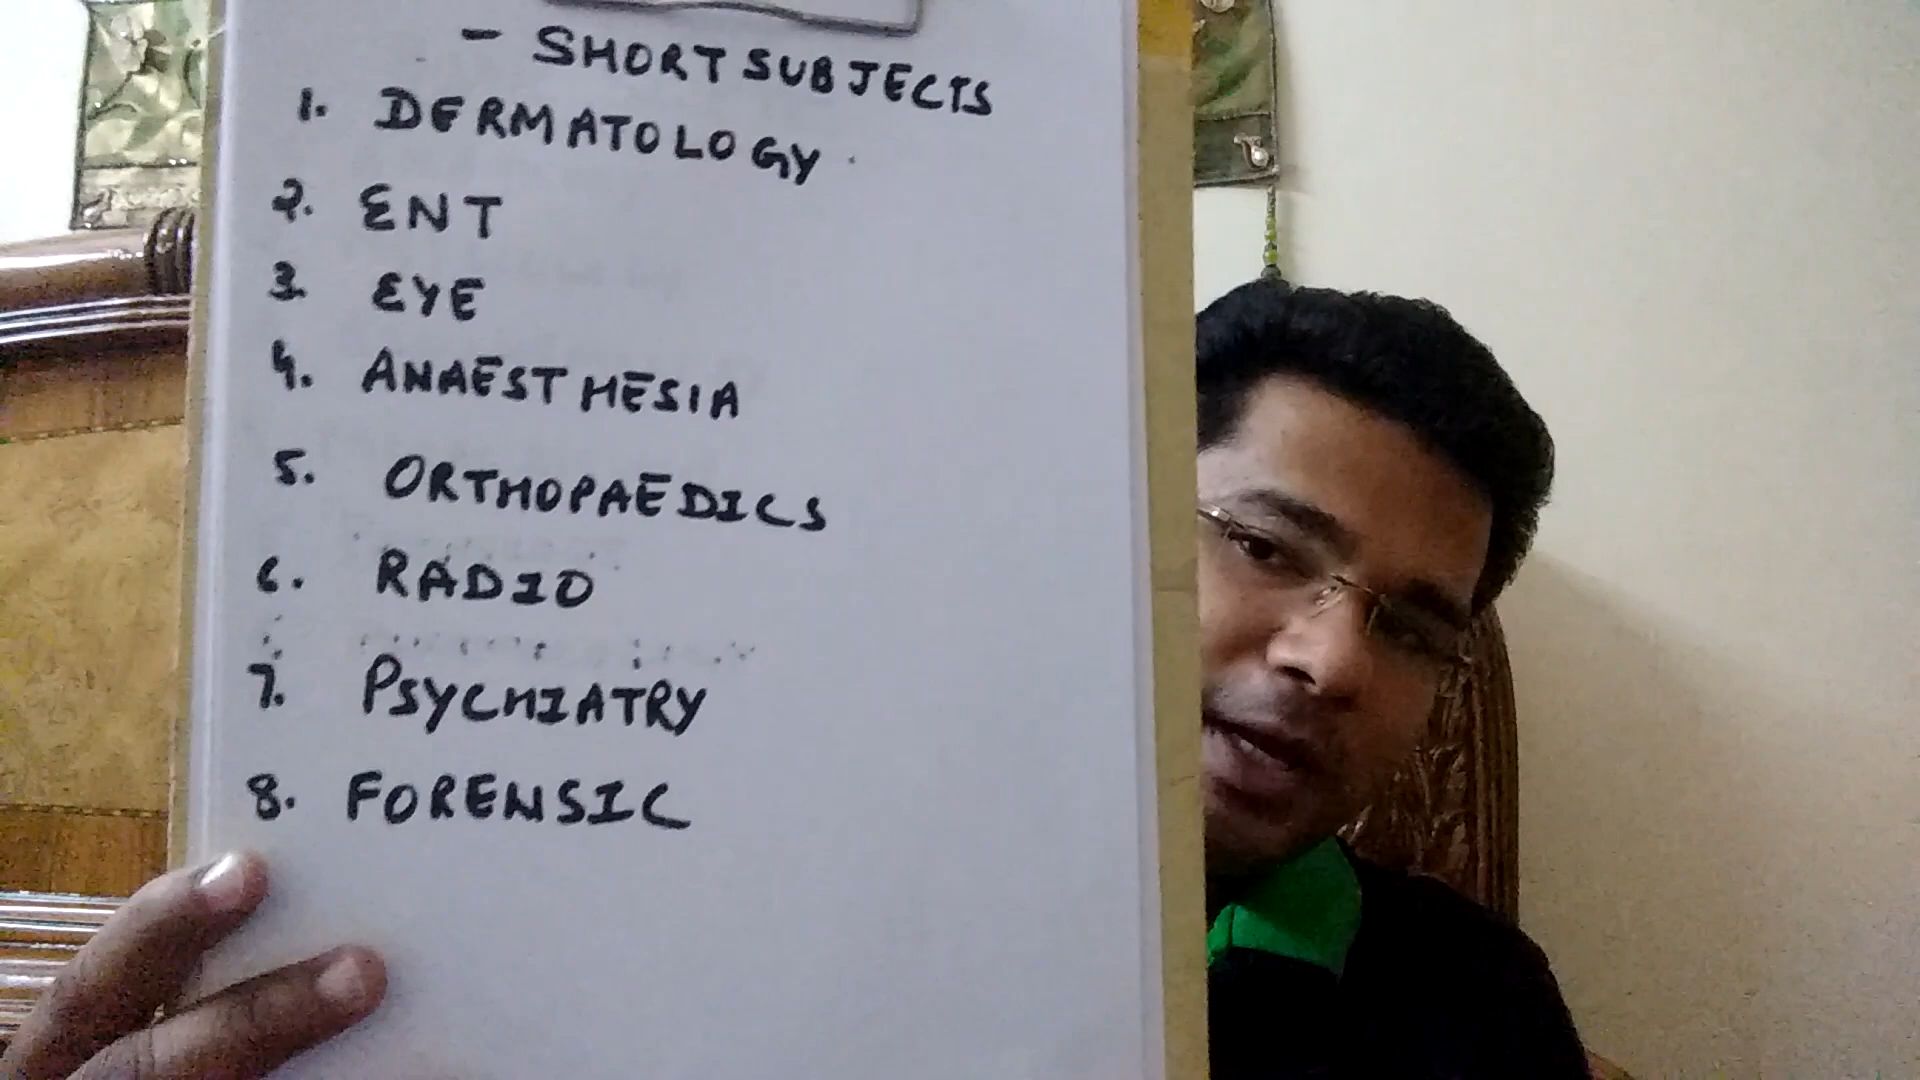 - SHORT SUBJECTS
1. DERMATOLOGY
2. ENT
3. EYE
4. ANAESTHESIA
5. ORTHOPAEDICS
6. RADIO
7. PSYCHIATRY
8. FORENSIC